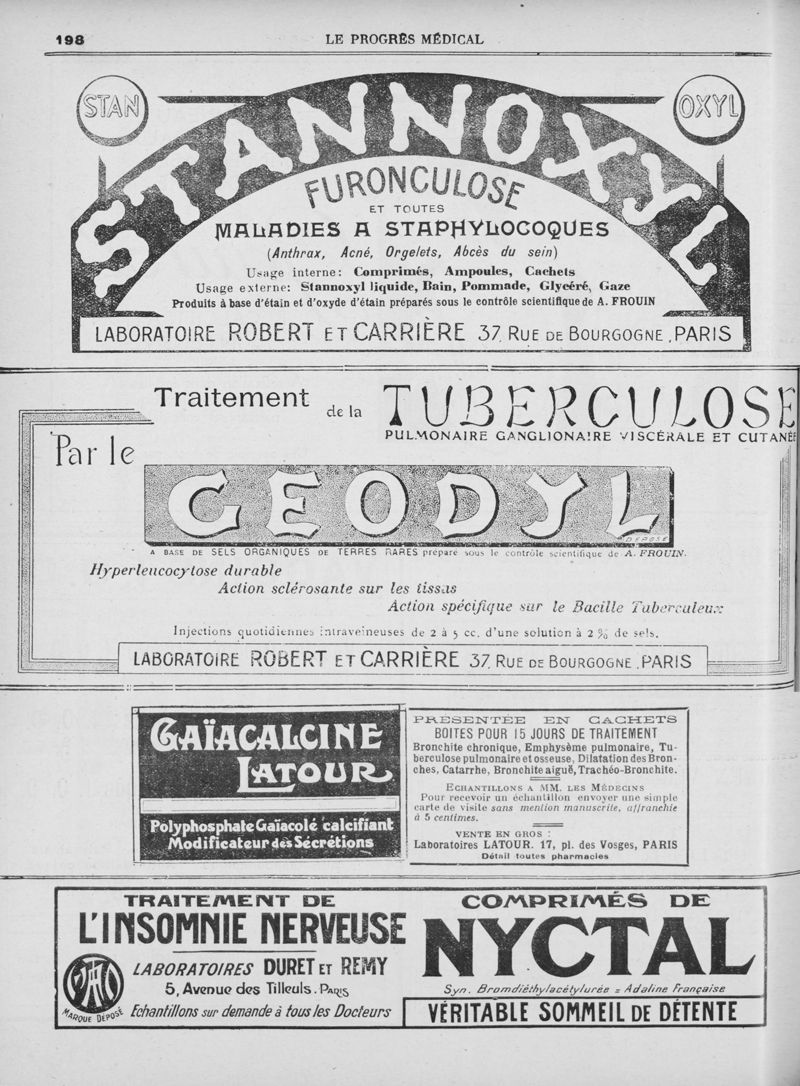 198
LE PROGRÈS MÉDICAL
STAN
OXYL
STANNOXYL
FURONCULOSE
ET TOUTES
MALADIES A STAPHYLOCOQUES
(Anthrax, Acné, Orgelets, Abcès du sein)
Usage interne: Comprimés, Ampoules, Cachets
Usage externe: Stannoxyl liquide, Bain, Pommade, Glycéré, Gaze
Produits à base d'étain et d'oxyde d'étain préparés sous le contrôle scientifique de A. FROUIN
LABORATOIRE ROBERT ET CARRIÈRE 37, RUE DE BOURGOGNE, PARIS
Traitement de la TUBERCULOSE
PULMONAIRE GANGLIONAIRE VISCÉRALE ET CUTANÉE
Par le
GEODYL
DÉPOSÉ
A BASE DE SELS ORGANIQUES DE TERRES RARES préparé sous le contrôle scientifique de A. FROUIN.
Hyperleucocytose durable
Action sclérosante sur les tissas
Action spécifique sur le Bacille Tuberculeux
Injections quotidiennes intraveineuses de 2 à 5 cc. d'une solution à 2 % de sels.
LABORATOIRE ROBERT ET CARRIÈRE 37, RUE DE BOURGOGNE, PARIS
GAÏACALCINE
LATOUR
Polyphosphate Gaïacolé calcifiant
Modificateur des Sécrétions
PRÉSENTÉE EN CACHETS
BOITES POUR 15 JOURS DE TRAITEMENT
Bronchite chronique, Emphysème pulmonaire, Tu-
berculose pulmonaire et osseuse, Dilatation des Bron-
ches, Catarrhe, Bronchite aiguë, Trachéo-Bronchite.
ECHANTILLONS A MM. LES MÉDECINS
Pour recevoir un échantillon envoyer une simple
carte de visite sans mention manuscrite, affranchie
à 5 centimes.
VENTE EN GROS :
Laboratoires LATOUR. 17, pl. des Vosges, PARIS
Détail toutes pharmacies
TRAITEMENT DE
L'INSOMNIE NERVEUSE
LABORATOIRES DURET ET REMY
5, Avenue des Tilleuls. PARIS
MARQUE DÉPOSÉ
Echantillons sur demande à tous les Docteurs
COMPRIMÉS DE
NYCTAL
Syn. Bromdiéthylacétylurée = Adaline Française
VÉRITABLE SOMMEIL DE DÉTENTE